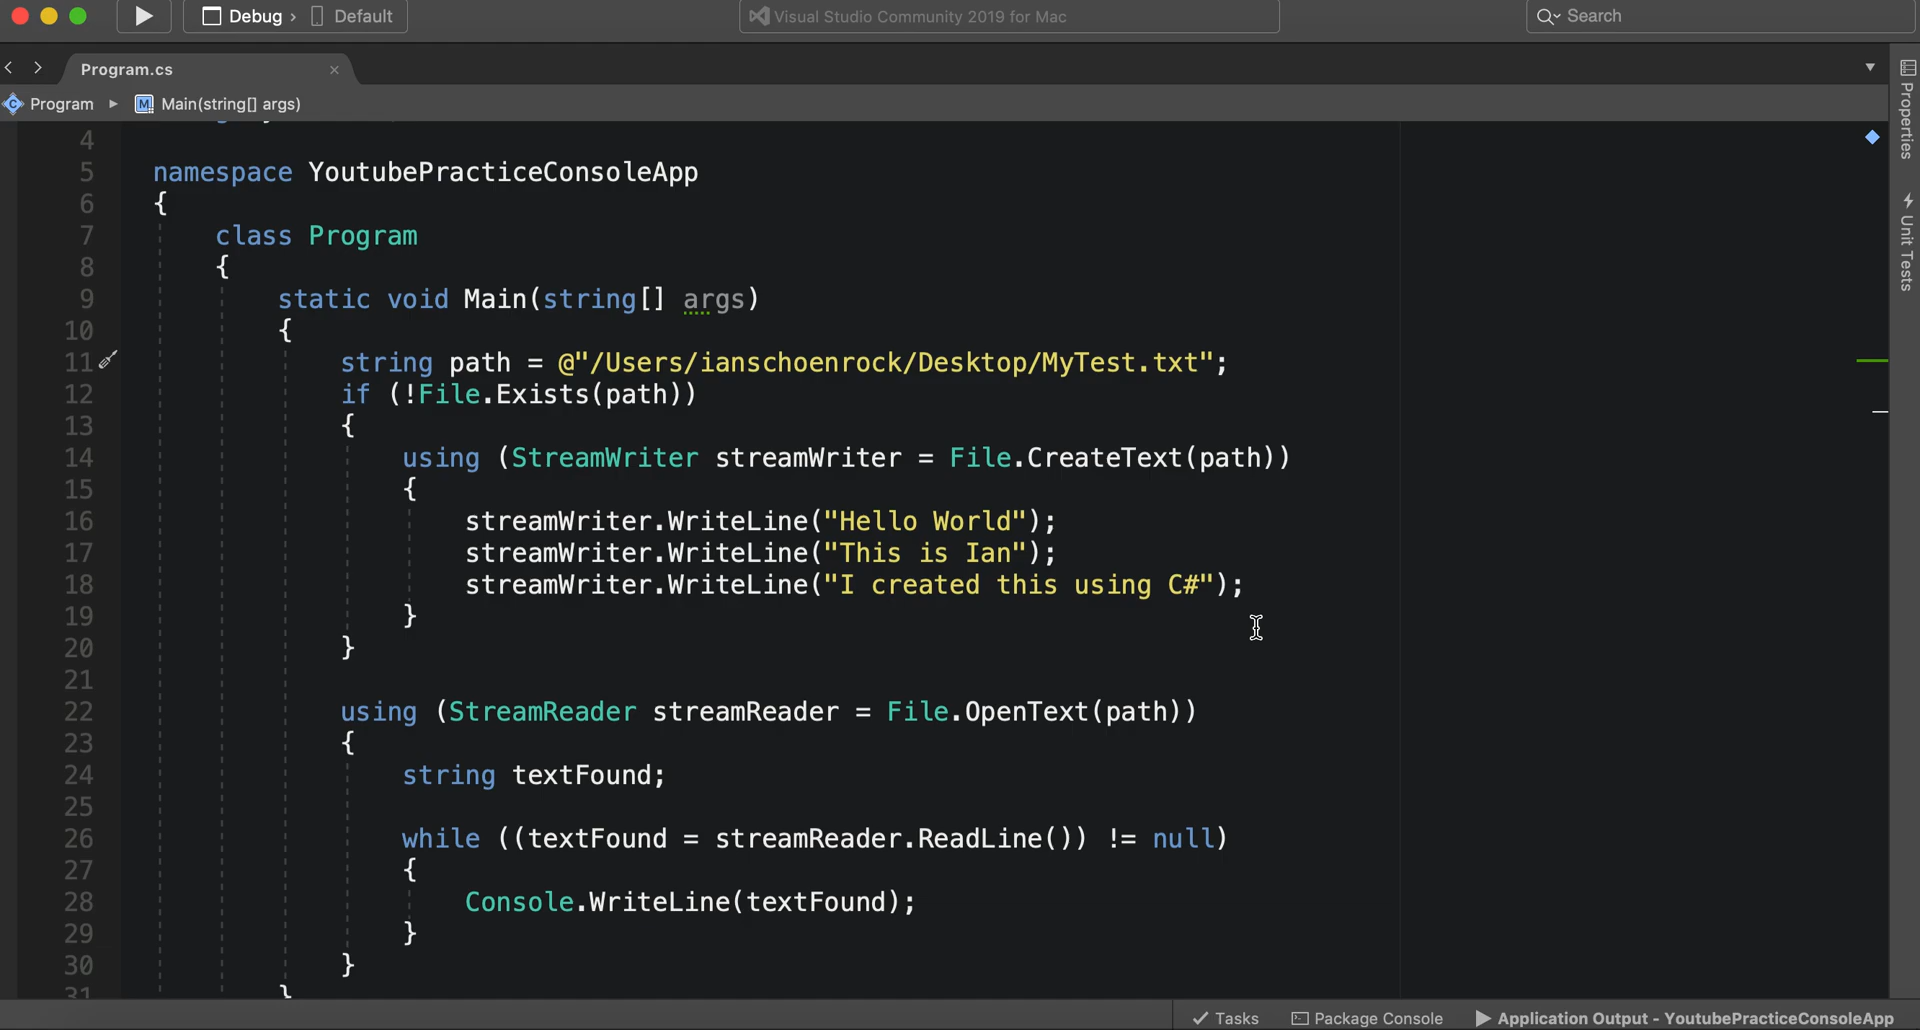 Debug › Default
Visual Studio Community 2019 for Mac
Search
Program.cs
Program
M Main(string[] args)
Properties
Unit Tests
4
5 namespace YoutubePracticeConsoleApp
6 {
7 class Program
8 {
9 static void Main(string[] args)
10 {
11 string path = @"/Users/ianschoenrock/Desktop/MyTest.txt";
12 if (!File.Exists(path))
13 {
14 using (StreamWriter streamWriter = File.CreateText(path))
15 {
16 streamWriter.WriteLine("Hello World");
17 streamWriter.WriteLine("This is Ian");
18 streamWriter.WriteLine("I created this using C#");
19 }
20 }
21
22 using (StreamReader streamReader = File.OpenText(path))
23 {
24 string textFound;
25
26 while ((textFound = streamReader.ReadLine()) != null)
27 {
28 Console.WriteLine(textFound);
29 }
30 }
31 }
Tasks
Package Console
Application Output - YoutubePracticeConsoleApp